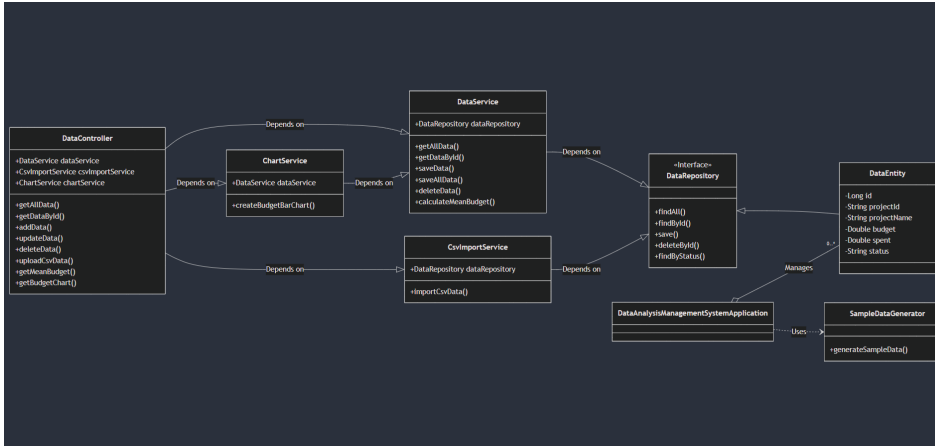 DataController
+DataService dataService
+CsvImportService csvImportService
+ChartService chartService
+getAllData()
+getDataById()
+addData()
+updateData()
+deleteData()
+uploadCsvData()
+getMeanBudget()
+getBudgetChart()
Depends on
Depends on
Depends on
ChartService
+DataService dataService
+createBudgetBarChart()
Depends on
DataService
+DataRepository dataRepository
+getAllData()
+getDataById()
+saveData()
+saveAllData()
+deleteData()
+calculateMeanBudget()
CsvImportService
+DataRepository dataRepository
+importCsvData()
Depends on
Depends on
«Interface»
DataRepository
+findAll()
+findById()
+save()
+deleteById()
+findByStatus()
DataEntity
-Long id
-String projectId
-String projectName
-Double budget
-Double spent
-String status
0..*
Manages
DataAnalysisManagementSystemApplication
Uses
SampleDataGenerator
+generateSampleData()